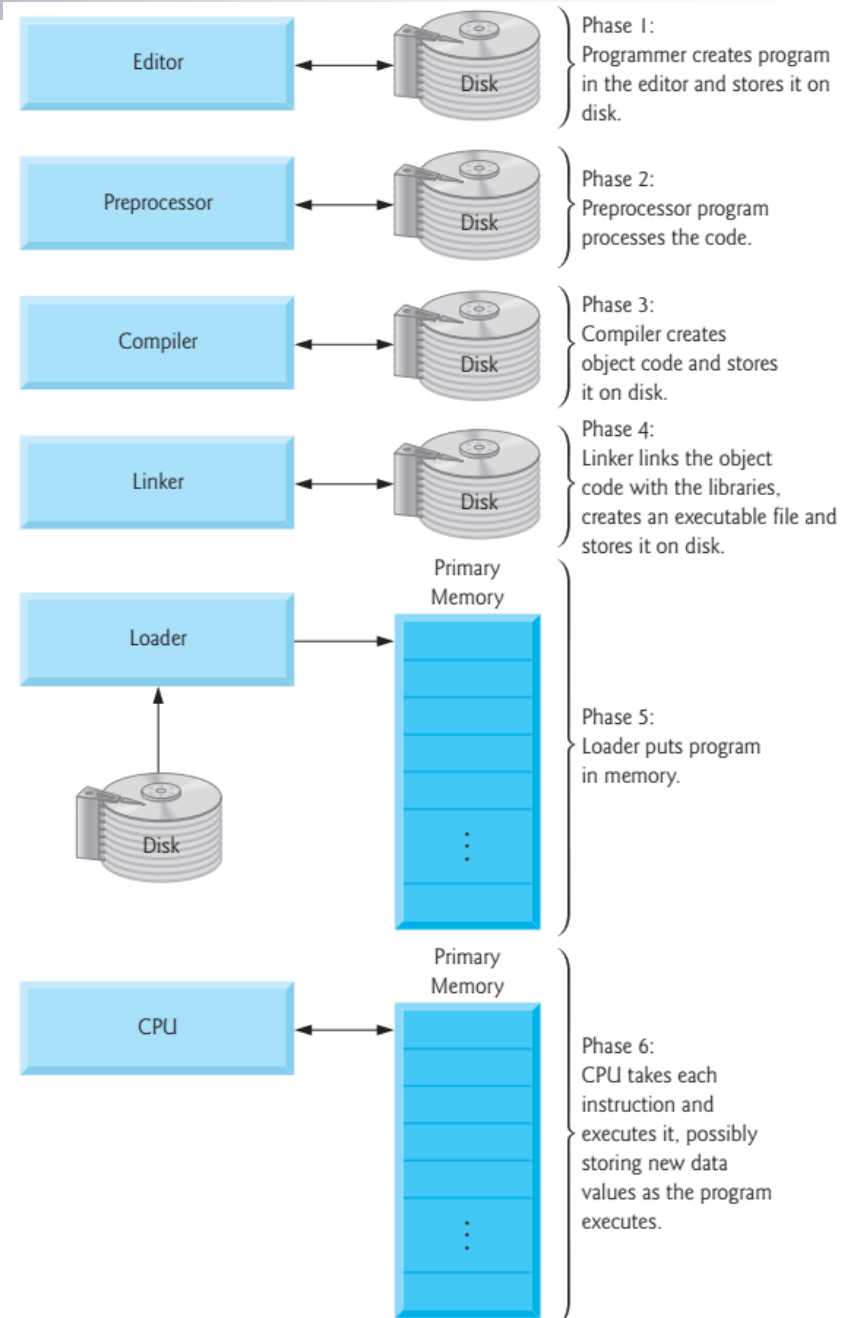 Editor
Disk
Phase 1:
Programmer creates program
in the editor and stores it on
disk.
Preprocessor
Disk
Phase 2:
Preprocessor program
processes the code.
Compiler
Disk
Phase 3:
Compiler creates
object code and stores
it on disk.
Linker
Disk
Phase 4:
Linker links the object
code with the libraries,
creates an executable file and
stores it on disk.
Primary
Memory
Loader
Disk
⋮
Phase 5:
Loader puts program
in memory.
Primary
Memory
CPU
⋮
Phase 6:
CPU takes each
instruction and
executes it, possibly
storing new data
values as the program
executes.